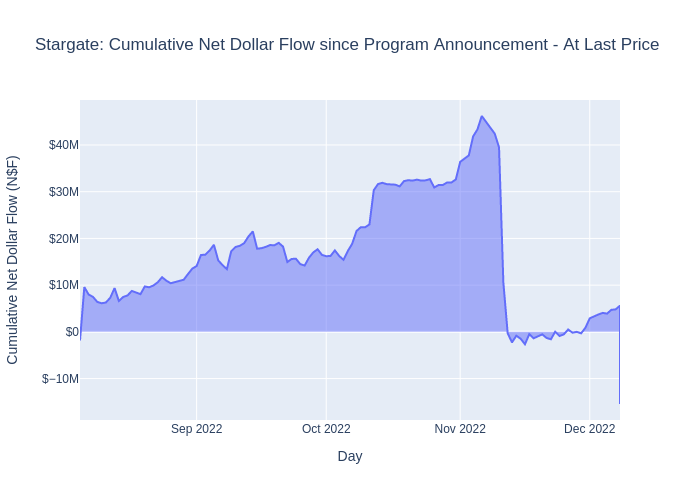 Stargate: Cumulative Net Dollar Flow since Program Announcement - At Last Price
Cumulative Net Dollar Flow (N$F)
$40M
$30M
$20M
$10M
$0
$−10M
Sep 2022
Oct 2022
Nov 2022
Dec 2022
Day